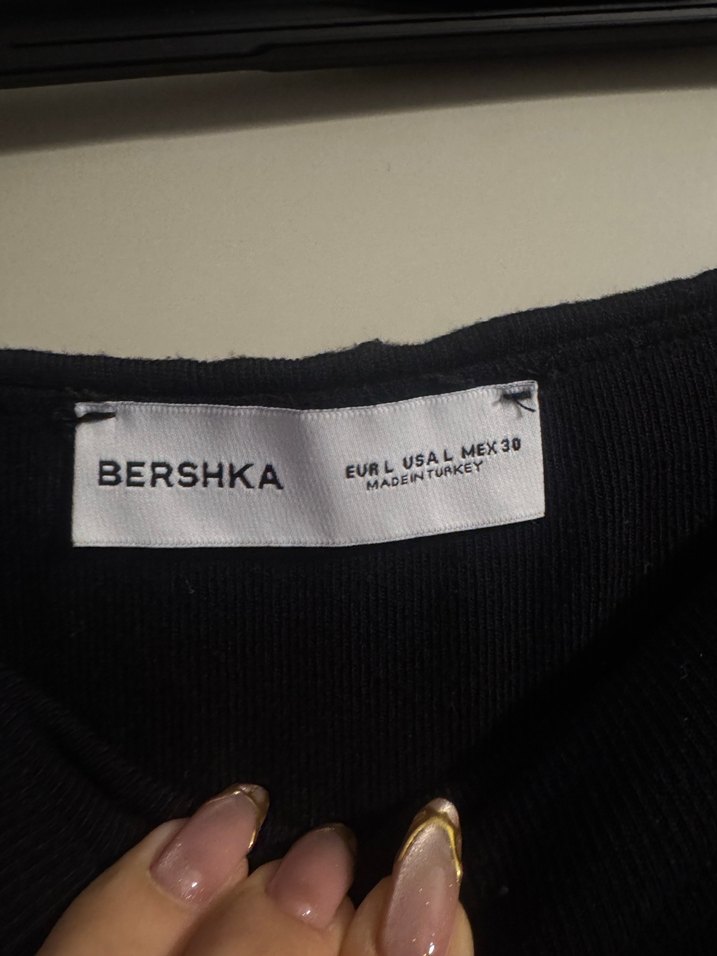 BERSHKA
EUR L USA L MEX 30
MADE IN TURKEY